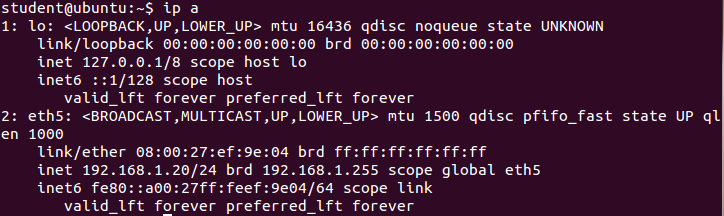 student@ubuntu:~$ ip a
1: lo: <LOOPBACK,UP,LOWER_UP> mtu 16436 qdisc noqueue state UNKNOWN
    link/loopback 00:00:00:00:00:00 brd 00:00:00:00:00:00
    inet 127.0.0.1/8 scope host lo
    inet6 ::1/128 scope host
       valid_lft forever preferred_lft forever
2: eth5: <BROADCAST,MULTICAST,UP,LOWER_UP> mtu 1500 qdisc pfifo_fast state UP ql
en 1000
    link/ether 08:00:27:ef:9e:04 brd ff:ff:ff:ff:ff:ff
    inet 192.168.1.20/24 brd 192.168.1.255 scope global eth5
    inet6 fe80::a00:27ff:feef:9e04/64 scope link
       valid_lft forever preferred_lft forever